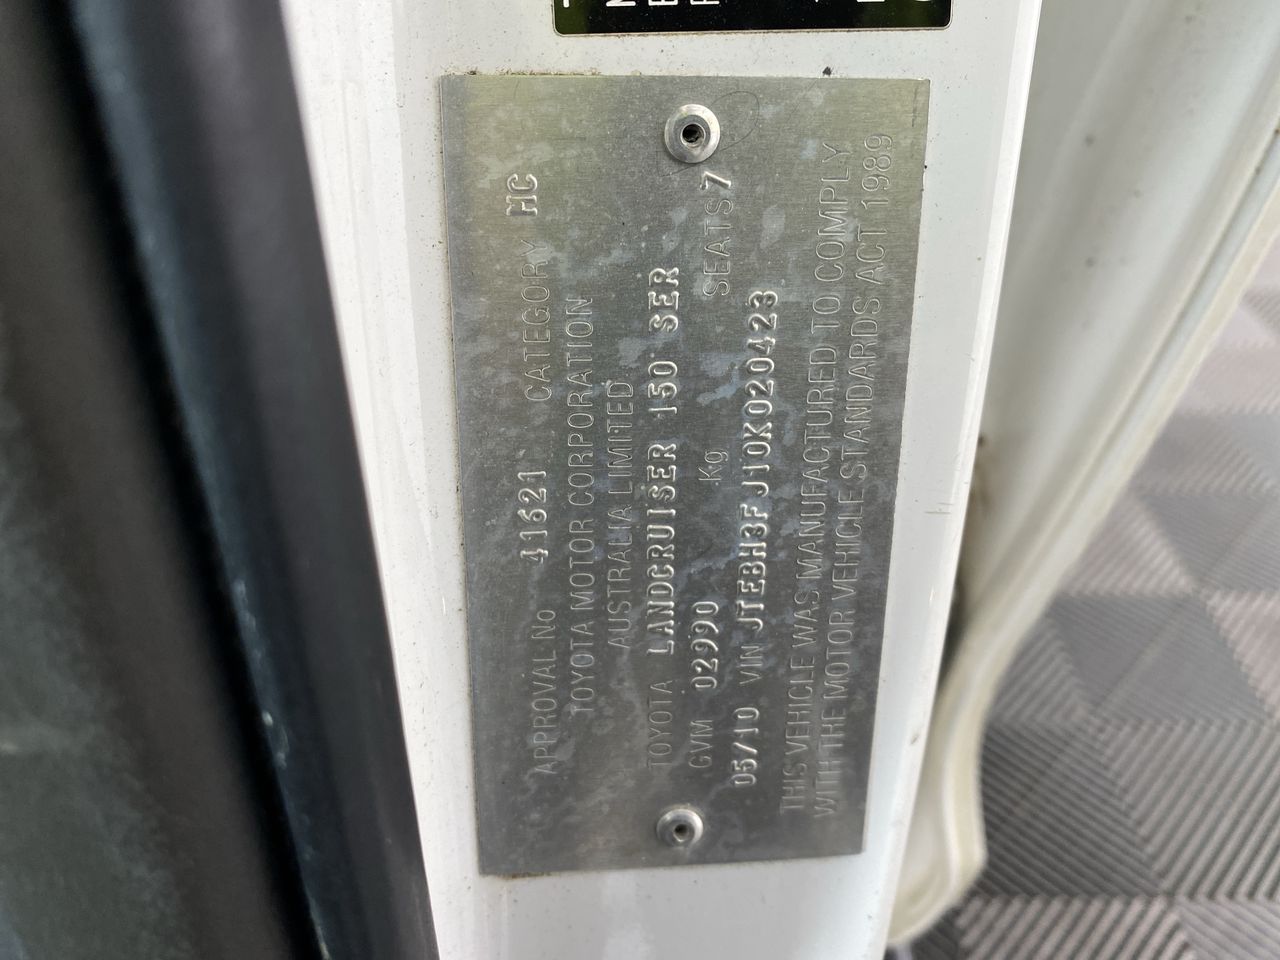 APPROVAL No 41621 CATEGORY MC
TOYOTA MOTOR CORPORATION
AUSTRALIA LIMITED
TOYOTA LANDCRUISER 150 SER
GVM 02990 Kg SEATS 7
05/10 VIN JTEBH3FJ10K020423
THIS VEHICLE WAS MANUFACTURED TO COMPLY
WITH THE MOTOR VEHICLE STANDARDS ACT 1989